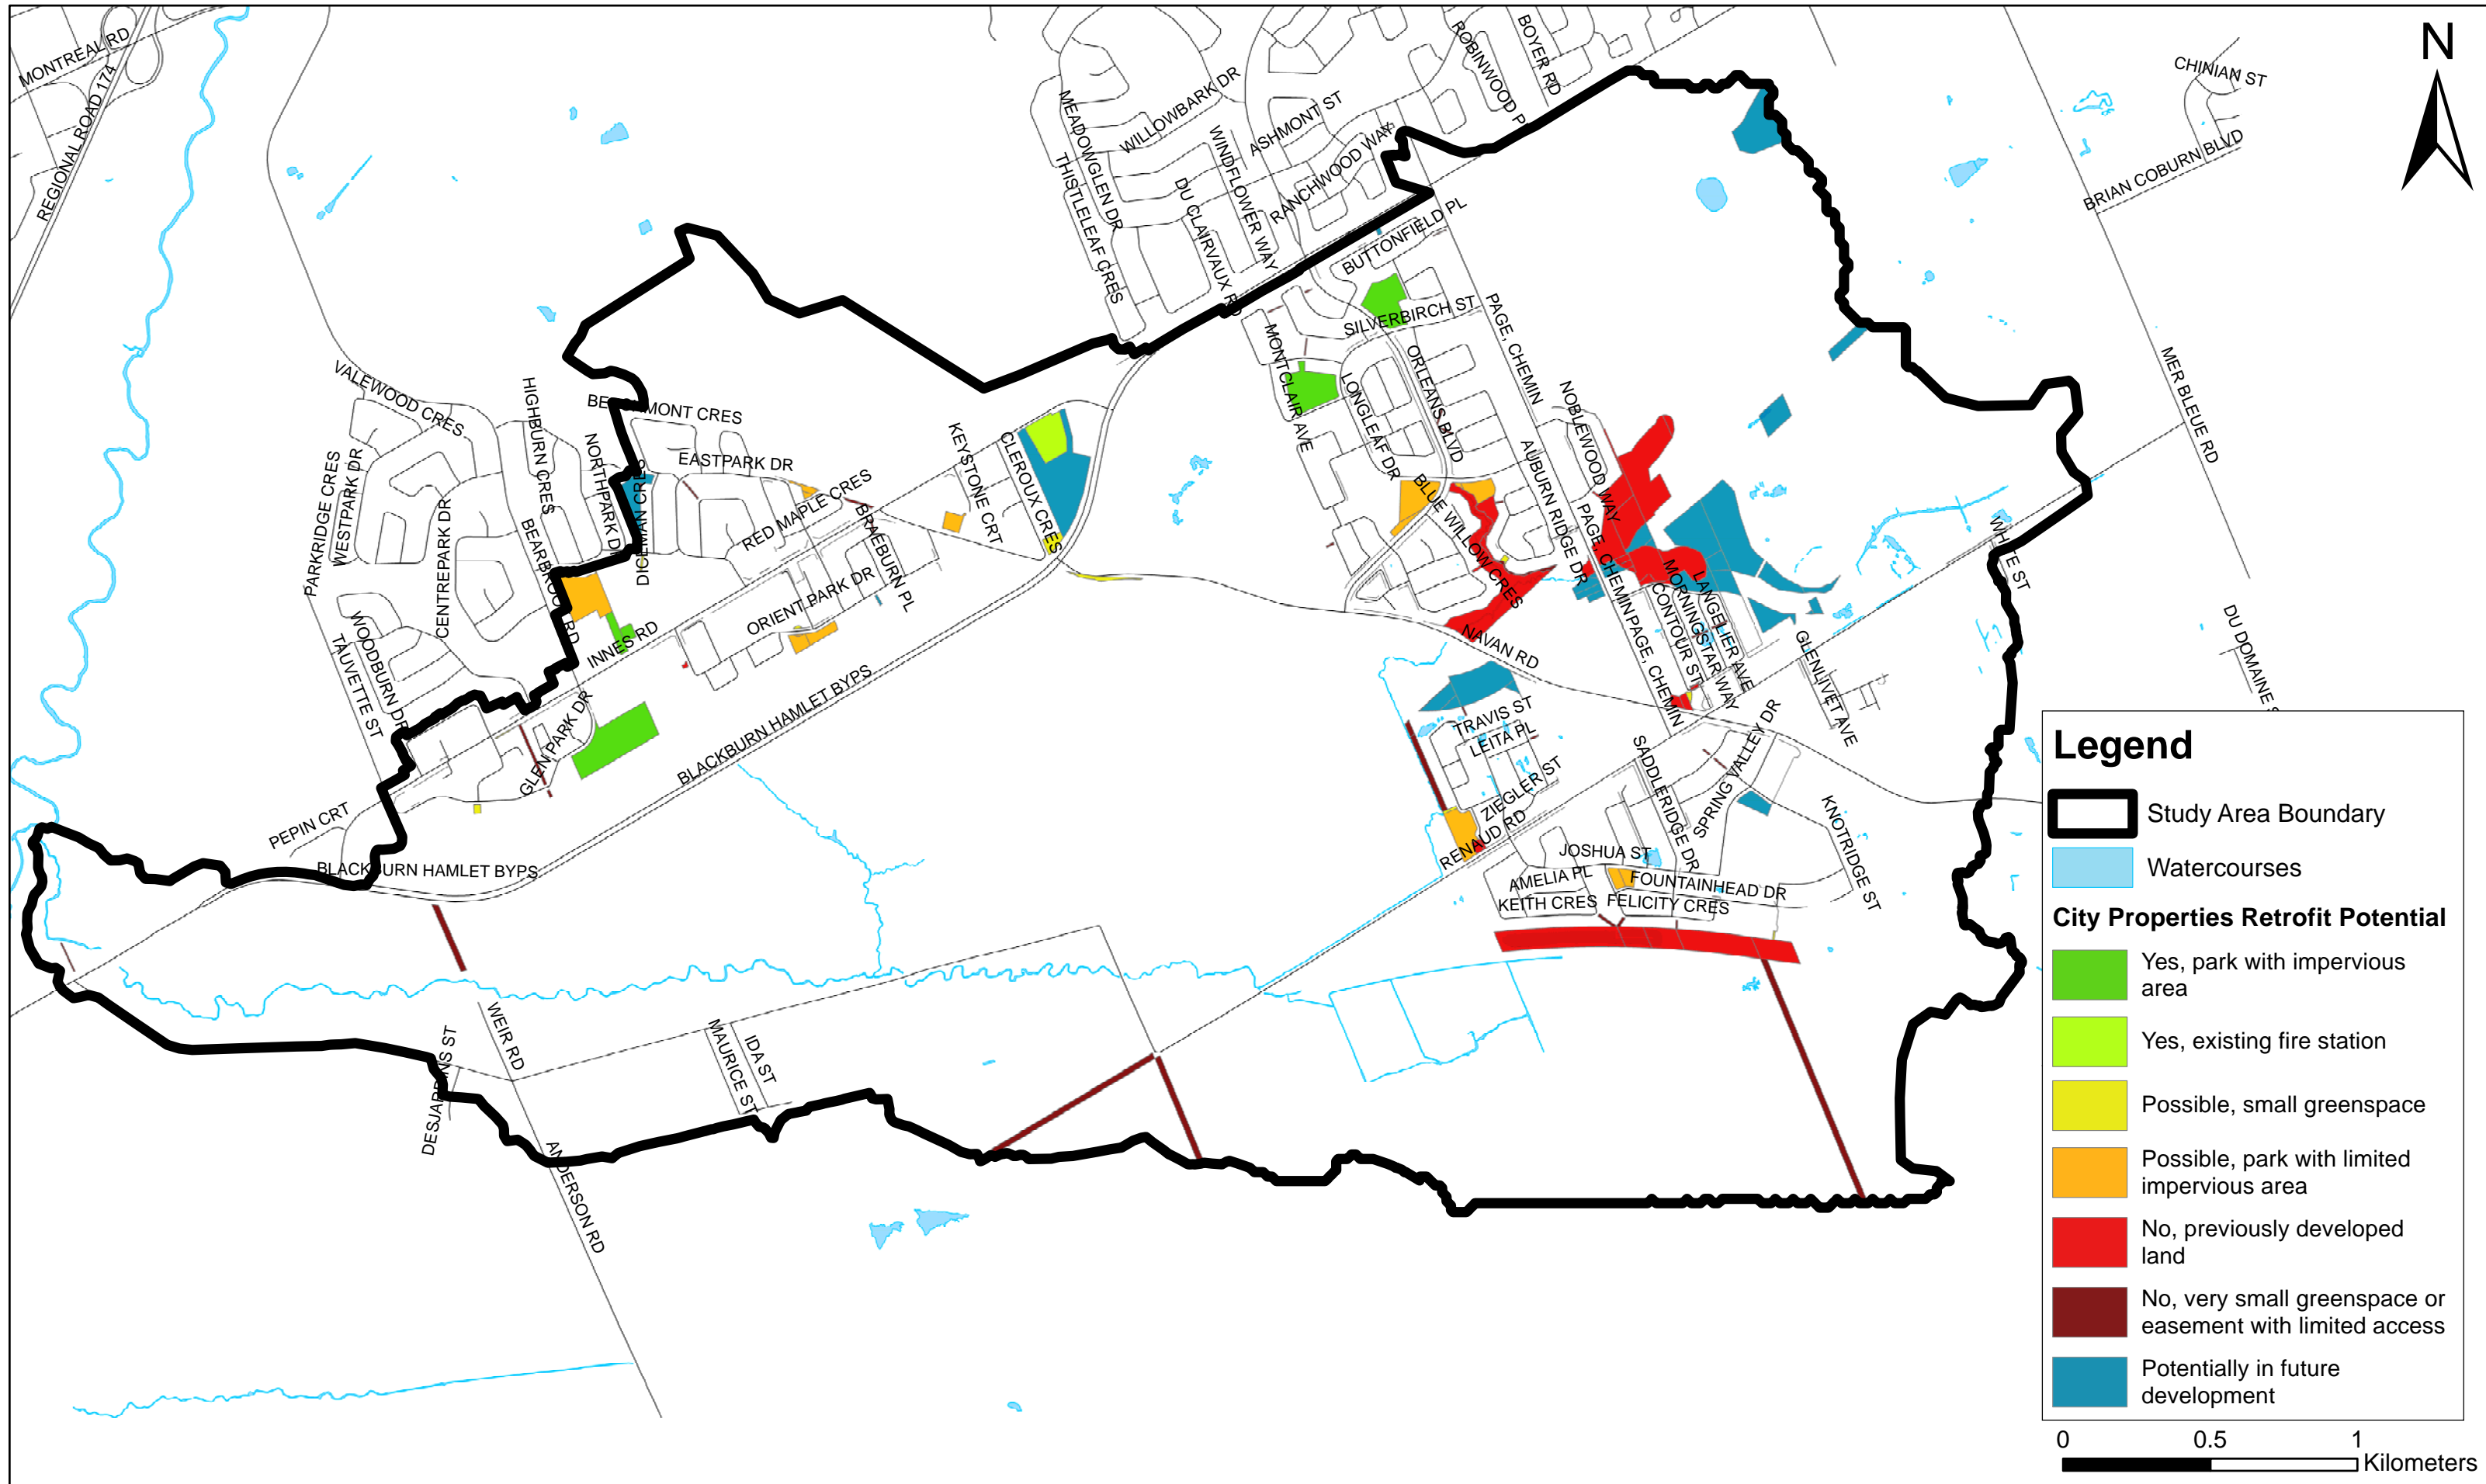 MONTREAL RD
REGIONAL ROAD 174
N
CHINIAN ST
BRIAN COBURN BLVD
MER BLEUE RD
DU DOMAINE
BOYER RD
ROBINWOOD
WILLOWBARK DR
MEADOWGLEN DR
ASHMONT ST
WINDFLOWER WAY
RANCHWOOD WAY
THISTLELEAF CRES
DU CLAIRVAUX
BUTTONFIELD PL
SILVERBIRCH ST
PAGE, CHEMIN
MONTCLAIR AVE
LONGLEAF DR
ORLEANS BLVD
NOBLEWOOD WAY
AUBURN RIDGE DR
BLUE WILLOW CRES
PAGE, CHEMIN
PAGE, CHEMIN
MORNINGSTAR WAY
LANGELIER AVE
CONTOUR ST
GLENLIVET AVE
WHITE ST
NAVAN RD
VALEWOOD CRES
HIGHBURN CRES
NORTHPARK
EASTPARK DR
KEYSTONE CRT
CLEROUX CRES
PARKRIDGE CRES
WESTPARK DR
CENTREPARK DR
BEARBROOK RD
RED MAPLE CRES
BRAEBURN PL
ORIENT PARK DR
INNES RD
WOODBURN DR
TAUVETTE ST
GLEN PARK DR
BLACKBURN HAMLET BYPS
PEPIN CRT
BLACKBURN HAMLET BYPS
TRAVIS ST
LEITA PL
ZIEGLER ST
RENAUD RD
SADDLERIDGE DR
SPRING VALLEY DR
KNOTRIDGE ST
JOSHUA ST
AMELIA PL
FOUNTAINHEAD DR
KEITH CRES
FELICITY CRES
WEIR RD
DESJARDINS ST
MAURICE ST
IDA ST
ANDERSON RD
Legend
Study Area Boundary
Watercourses
City Properties Retrofit Potential
Yes, park with impervious
area
Yes, existing fire station
Possible, small greenspace
Possible, park with limited
impervious area
No, previously developed
land
No, very small greenspace or
easement with limited access
Potentially in future
development
0 0.5 1
Kilometers